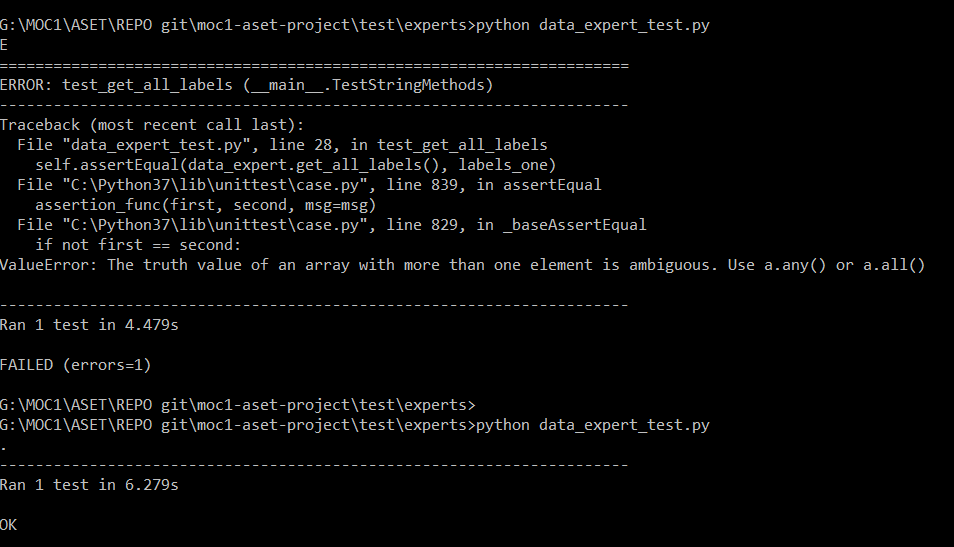 G:\MOC1\ASET\REPO git\moc1-aset-project\test\experts>python data_expert_test.py
E
======================================================================
ERROR: test_get_all_labels (__main__.TestStringMethods)
----------------------------------------------------------------------
Traceback (most recent call last):
  File "data_expert_test.py", line 28, in test_get_all_labels
    self.assertEqual(data_expert.get_all_labels(), labels_one)
  File "C:\Python37\lib\unittest\case.py", line 839, in assertEqual
    assertion_func(first, second, msg=msg)
  File "C:\Python37\lib\unittest\case.py", line 829, in _baseAssertEqual
    if not first == second:
ValueError: The truth value of an array with more than one element is ambiguous. Use a.any() or a.all()
----------------------------------------------------------------------
Ran 1 test in 4.479s
FAILED (errors=1)
G:\MOC1\ASET\REPO git\moc1-aset-project\test\experts>
G:\MOC1\ASET\REPO git\moc1-aset-project\test\experts>python data_expert_test.py
.
----------------------------------------------------------------------
Ran 1 test in 6.279s
OK